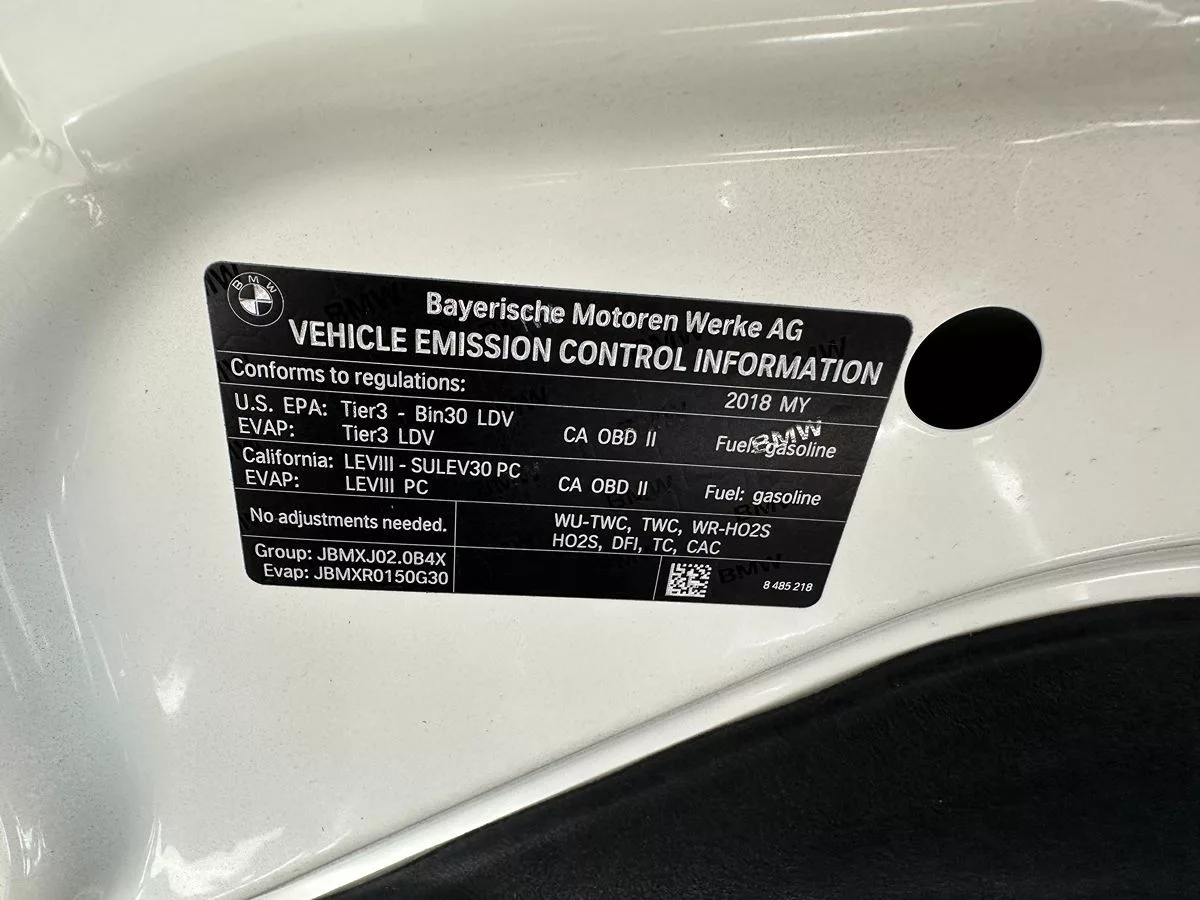 BMW
Bayerische Motoren Werke AG
VEHICLE EMISSION CONTROL INFORMATION
Conforms to regulations:
2018 MY
U.S. EPA: Tier3 - Bin30 LDV
EVAP: Tier3 LDV
CA OBD II
Fuel: gasoline
California: LEVIII - SULEV30 PC
EVAP: LEVIII PC
CA OBD II
Fuel: gasoline
No adjustments needed.
WU-TWC, TWC, WR-HO2S
HO2S, DFI, TC, CAC
Group: JBMXJ02.0B4X
Evap: JBMXR0150G30
8 485 218